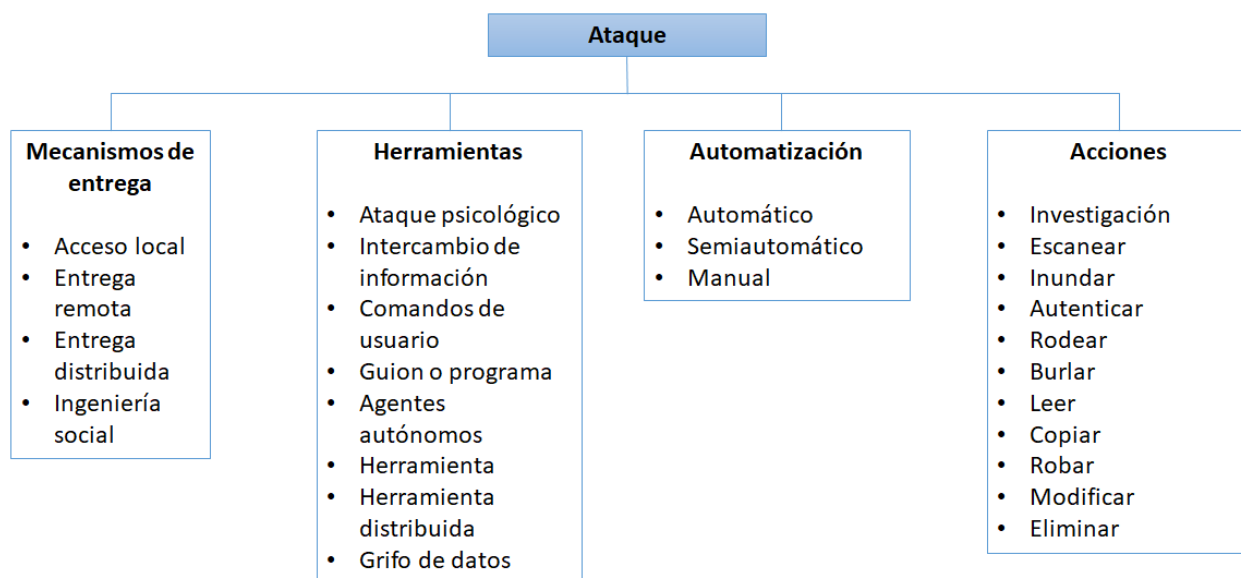 Ataque
Mecanismos de
entrega
• Acceso local
• Entrega
remota
• Entrega
distribuida
• Ingeniería
social
Herramientas
• Ataque psicológico
• Intercambio de
información
• Comandos de
usuario
• Guion o programa
• Agentes
autónomos
• Herramienta
• Herramienta
distribuida
• Grifo de datos
Automatización
• Automático
• Semiautomático
• Manual
Acciones
• Investigación
• Escanear
• Inundar
• Autenticar
• Rodear
• Burlar
• Leer
• Copiar
• Robar
• Modificar
• Eliminar